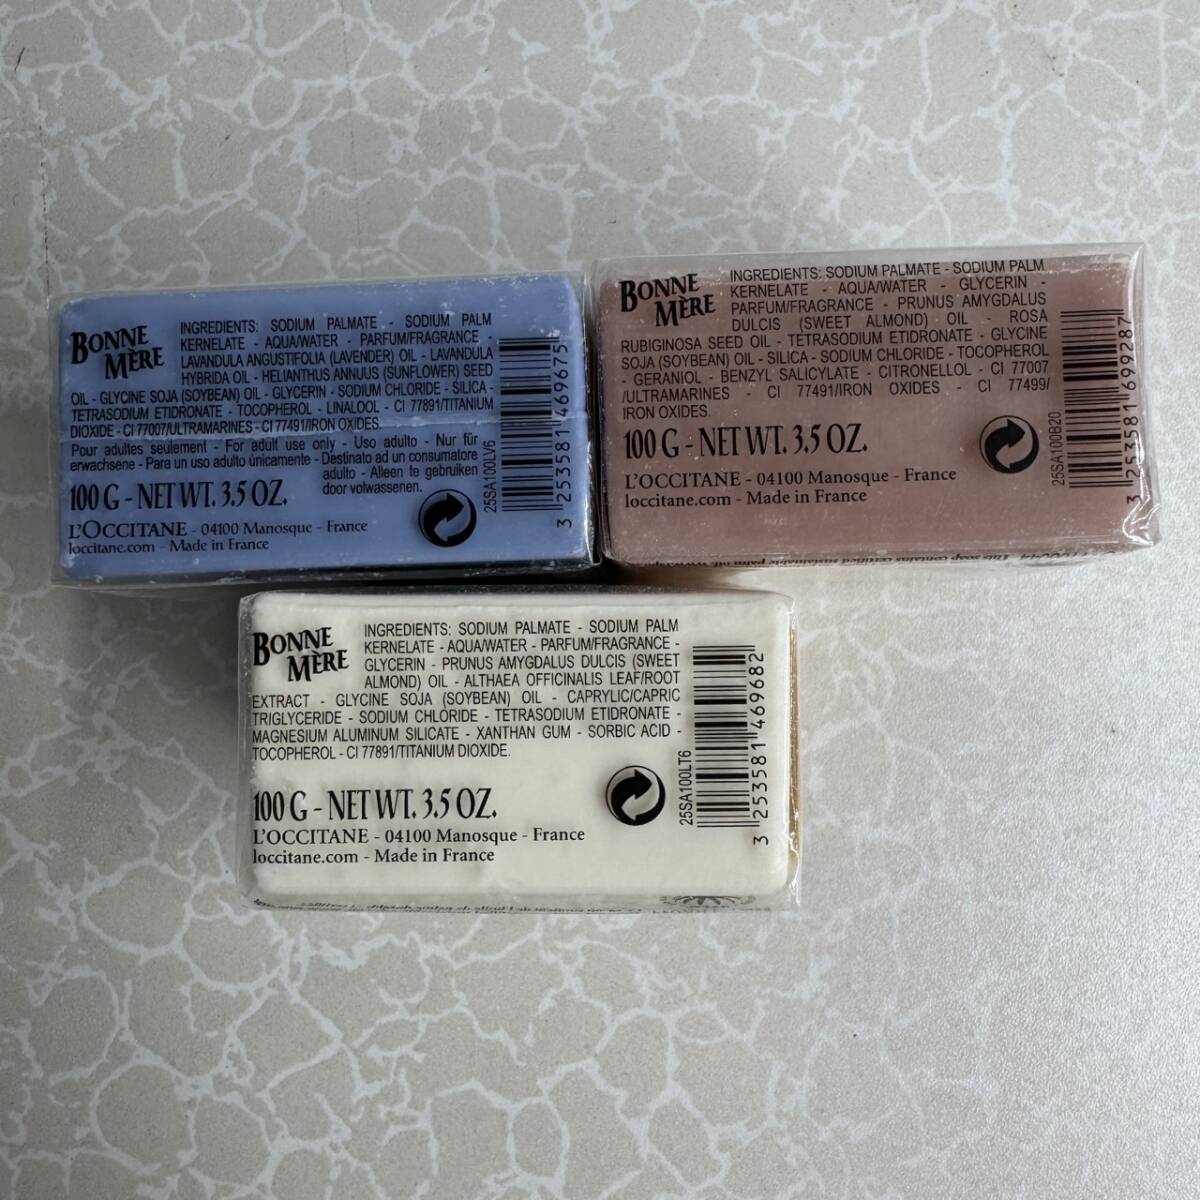 BONNE
MÈRE
INGREDIENTS: SODIUM PALMATE - SODIUM PALM
KERNELATE - AQUA/WATER - PARFUM/FRAGRANCE -
LAVANDULA ANGUSTIFOLIA (LAVENDER) OIL - LAVANDULA
HYBRIDA OIL - HELIANTHUS ANNUUS (SUNFLOWER) SEED
OIL - GLYCINE SOJA (SOYBEAN) OIL - GLYCERIN - SODIUM CHLORIDE - SILICA -
TETRASODIUM ETIDRONATE - TOCOPHEROL - LINALOOL - CI 77891/TITANIUM
DIOXIDE - CI 77007/ULTRAMARINES - CI 77491/IRON OXIDES.
Pour adultes seulement - For adult use only - Uso adulto - Nur für
erwachsene - Para un uso adulto únicamente - Destinato ad un consumatore
adulto - Alleen te gebruiken
door volwassenen.
100 G - NET WT. 3.5 OZ.
L'OCCITANE - 04100 Manosque - France
loccitane.com - Made in France
25SA100LV6
3 253581 469675
BONNE
MÈRE
INGREDIENTS: SODIUM PALMATE - SODIUM PALM
KERNELATE - AQUA/WATER - GLYCERIN -
PARFUM/FRAGRANCE - PRUNUS AMYGDALUS
DULCIS (SWEET ALMOND) OIL - ROSA
RUBIGINOSA SEED OIL - TETRASODIUM ETIDRONATE - GLYCINE
SOJA (SOYBEAN) OIL - SILICA - SODIUM CHLORIDE - TOCOPHEROL
- GERANIOL - BENZYL SALICYLATE - CITRONELLOL - CI 77007
/ULTRAMARINES - CI 77491/IRON OXIDES - CI 77499/
IRON OXIDES.
100 G - NET WT. 3.5 OZ.
L'OCCITANE - 04100 Manosque - France
loccitane.com - Made in France
25SA100B20
3 253581 699287
This soap contains certified sustainable palm oil
BONNE
MÈRE
INGREDIENTS: SODIUM PALMATE - SODIUM PALM
KERNELATE - AQUA/WATER - PARFUM/FRAGRANCE -
GLYCERIN - PRUNUS AMYGDALUS DULCIS (SWEET
ALMOND) OIL - ALTHAEA OFFICINALIS LEAF/ROOT
EXTRACT - GLYCINE SOJA (SOYBEAN) OIL - CAPRYLIC/CAPRIC
TRIGLYCERIDE - SODIUM CHLORIDE - TETRASODIUM ETIDRONATE -
MAGNESIUM ALUMINUM SILICATE - XANTHAN GUM - SORBIC ACID -
TOCOPHEROL - CI 77891/TITANIUM DIOXIDE.
100 G - NET WT. 3.5 OZ.
L'OCCITANE - 04100 Manosque - France
loccitane.com - Made in France
25SA100LT6
3 253581 469682